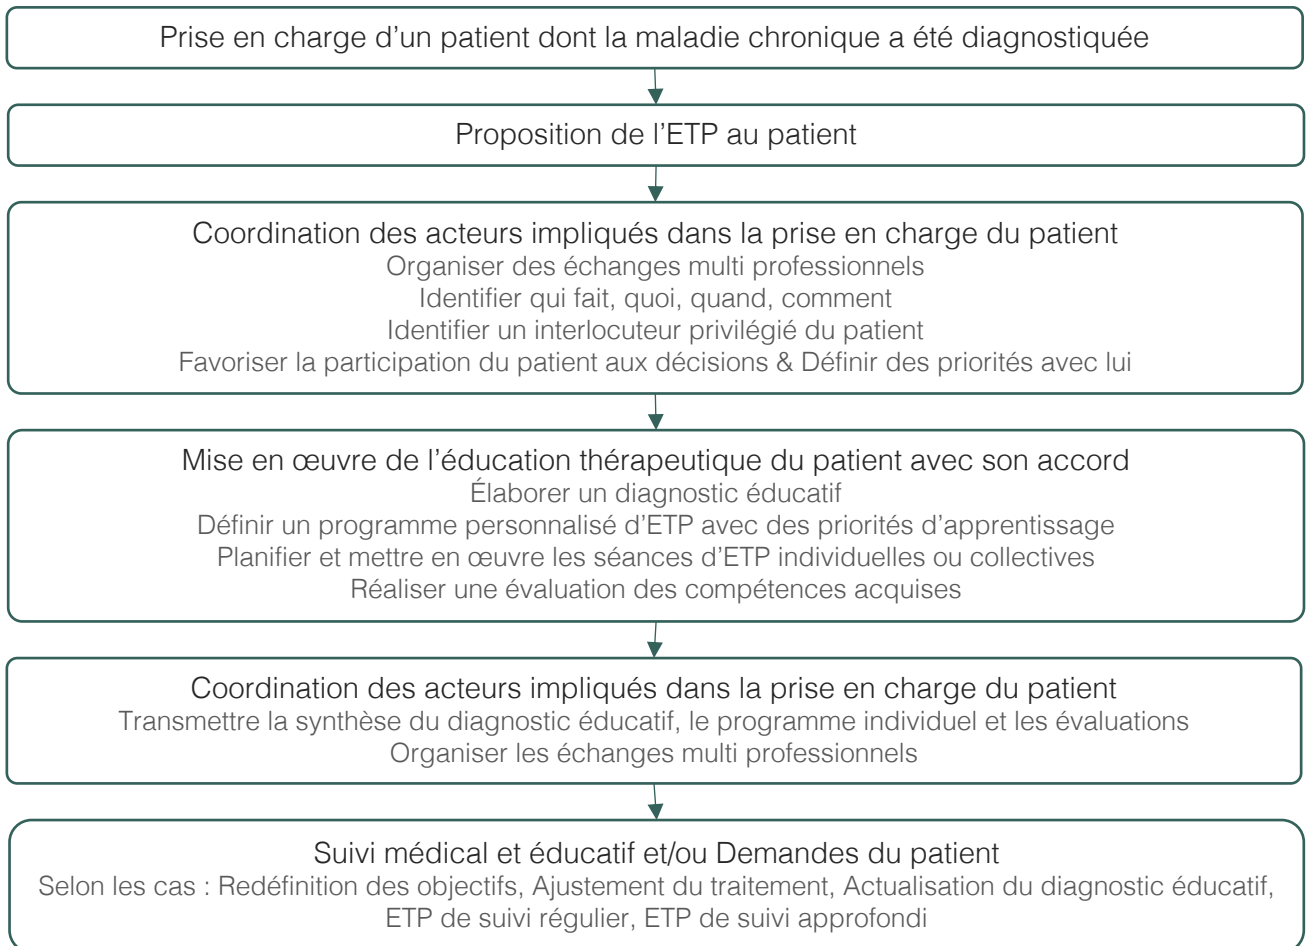 Prise en charge d'un patient dont la maladie chronique a été diagnostiquée
Proposition de l'ETP au patient
Coordination des acteurs impliqués dans la prise en charge du patient
Organiser des échanges multi professionnels
Identifier qui fait, quoi, quand, comment
Identifier un interlocuteur privilégié du patient
Favoriser la participation du patient aux décisions & Définir des priorités avec lui
Mise en œuvre de l'éducation thérapeutique du patient avec son accord
Élaborer un diagnostic éducatif
Définir un programme personnalisé d'ETP avec des priorités d'apprentissage
Planifier et mettre en œuvre les séances d'ETP individuelles ou collectives
Réaliser une évaluation des compétences acquises
Coordination des acteurs impliqués dans la prise en charge du patient
Transmettre la synthèse du diagnostic éducatif, le programme individuel et les évaluations
Organiser les échanges multi professionnels
Suivi médical et éducatif et/ou Demandes du patient
Selon les cas : Redéfinition des objectifs, Ajustement du traitement, Actualisation du diagnostic éducatif,
ETP de suivi régulier, ETP de suivi approfondi